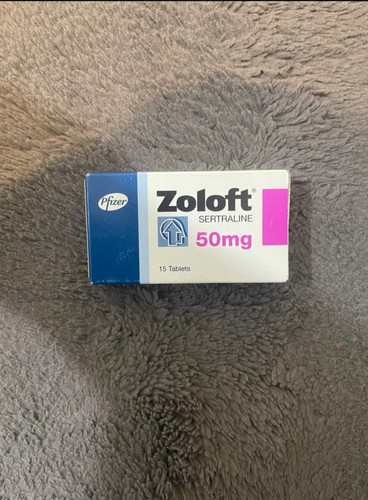 Pfizer
Zoloft®
SERTRALINE
50mg
15 Tablets